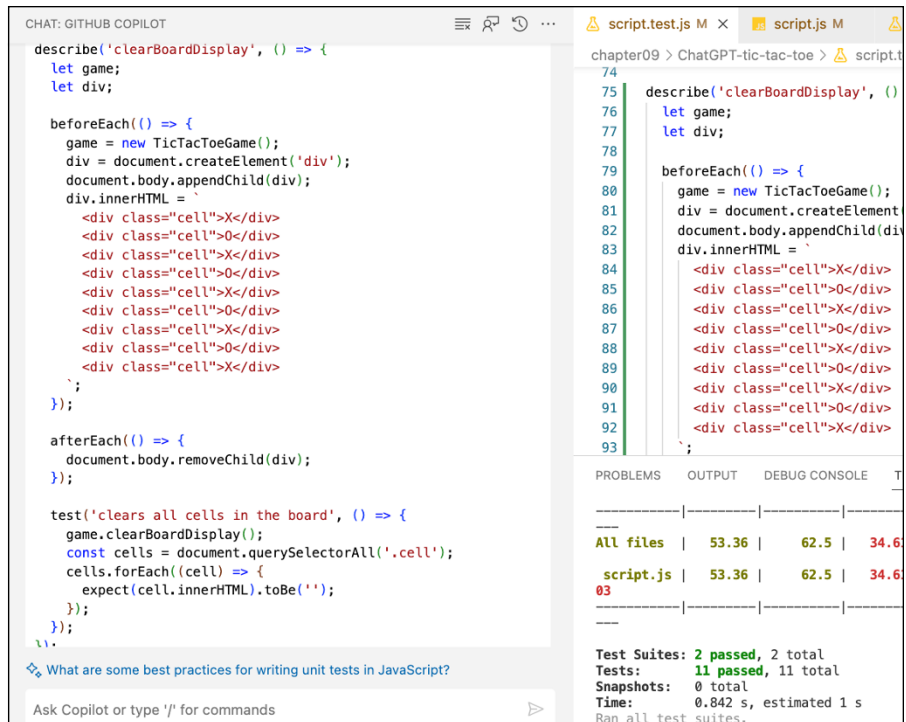 CHAT: GITHUB COPILOT
describe('clearBoardDisplay', () => {
let game;
let div;
beforeEach(() => {
game = new TicTacToeGame();
div = document.createElement('div');
document.body.appendChild(div);
div.innerHTML = `
<div class="cell">X</div>
<div class="cell">O</div>
<div class="cell">X</div>
<div class="cell">O</div>
<div class="cell">X</div>
<div class="cell">O</div>
<div class="cell">X</div>
<div class="cell">O</div>
<div class="cell">X</div>
`;
});
afterEach(() => {
document.body.removeChild(div);
});
test('clears all cells in the board', () => {
game.clearBoardDisplay();
const cells = document.querySelectorAll('.cell');
cells.forEach((cell) => {
expect(cell.innerHTML).toBe('');
});
});
});
What are some best practices for writing unit tests in JavaScript?
Ask Copilot or type '/' for commands
script.test.js M × script.js M
chapter09 > ChatGPT-tic-tac-toe > script.t
74
75 describe('clearBoardDisplay', ()
76 let game;
77 let div;
78
79 beforeEach(() => {
80 game = new TicTacToeGame();
81 div = document.createElement
82 document.body.appendChild(div
83 div.innerHTML = `
84 <div class="cell">X</div>
85 <div class="cell">O</div>
86 <div class="cell">X</div>
87 <div class="cell">O</div>
88 <div class="cell">X</div>
89 <div class="cell">O</div>
90 <div class="cell">X</div>
91 <div class="cell">O</div>
92 <div class="cell">X</div>
93 `;
PROBLEMS OUTPUT DEBUG CONSOLE T
-----------|---------|----------|--------
---
All files | 53.36 | 62.5 | 34.6
script.js | 53.36 | 62.5 | 34.6
03
-----------|---------|----------|--------
---
Test Suites: 2 passed, 2 total
Tests: 11 passed, 11 total
Snapshots: 0 total
Time: 0.842 s, estimated 1 s
Ran all test suites.